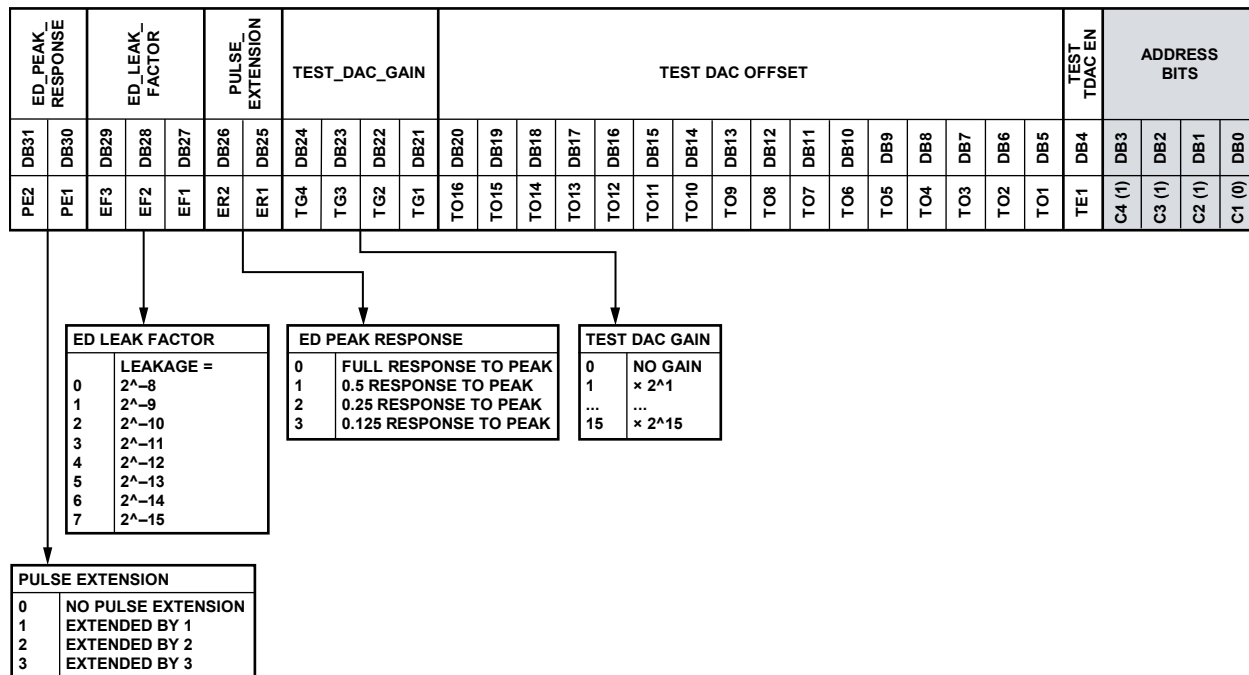 ED_PEAK_
RESPONSE
ED_LEAK_
FACTOR
PULSE_
EXTENSION
TEST_DAC_GAIN
TEST DAC OFFSET
TEST
TDAC EN
ADDRESS
BITS
DB31 DB30 DB29 DB28 DB27 DB26 DB25 DB24 DB23 DB22 DB21 DB20 DB19 DB18 DB17 DB16 DB15 DB14 DB13 DB12 DB11 DB10 DB9 DB8 DB7 DB6 DB5 DB4 DB3 DB2 DB1 DB0
PE2 PE1 EF3 EF2 EF1 ER2 ER1 TG4 TG3 TG2 TG1 TO16 TO15 TO14 TO13 TO12 TO11 TO10 TO9 TO8 TO7 TO6 TO5 TO4 TO3 TO2 TO1 TE1 C4 (1) C3 (1) C2 (1) C1 (0)
ED LEAK FACTOR
LEAKAGE =
0 2^–8
1 2^–9
2 2^–10
3 2^–11
4 2^–12
5 2^–13
6 2^–14
7 2^–15
ED PEAK RESPONSE
0 FULL RESPONSE TO PEAK
1 0.5 RESPONSE TO PEAK
2 0.25 RESPONSE TO PEAK
3 0.125 RESPONSE TO PEAK
TEST DAC GAIN
0 NO GAIN
1 × 2^1
... ...
15 × 2^15
PULSE EXTENSION
0 NO PULSE EXTENSION
1 EXTENDED BY 1
2 EXTENDED BY 2
3 EXTENDED BY 3